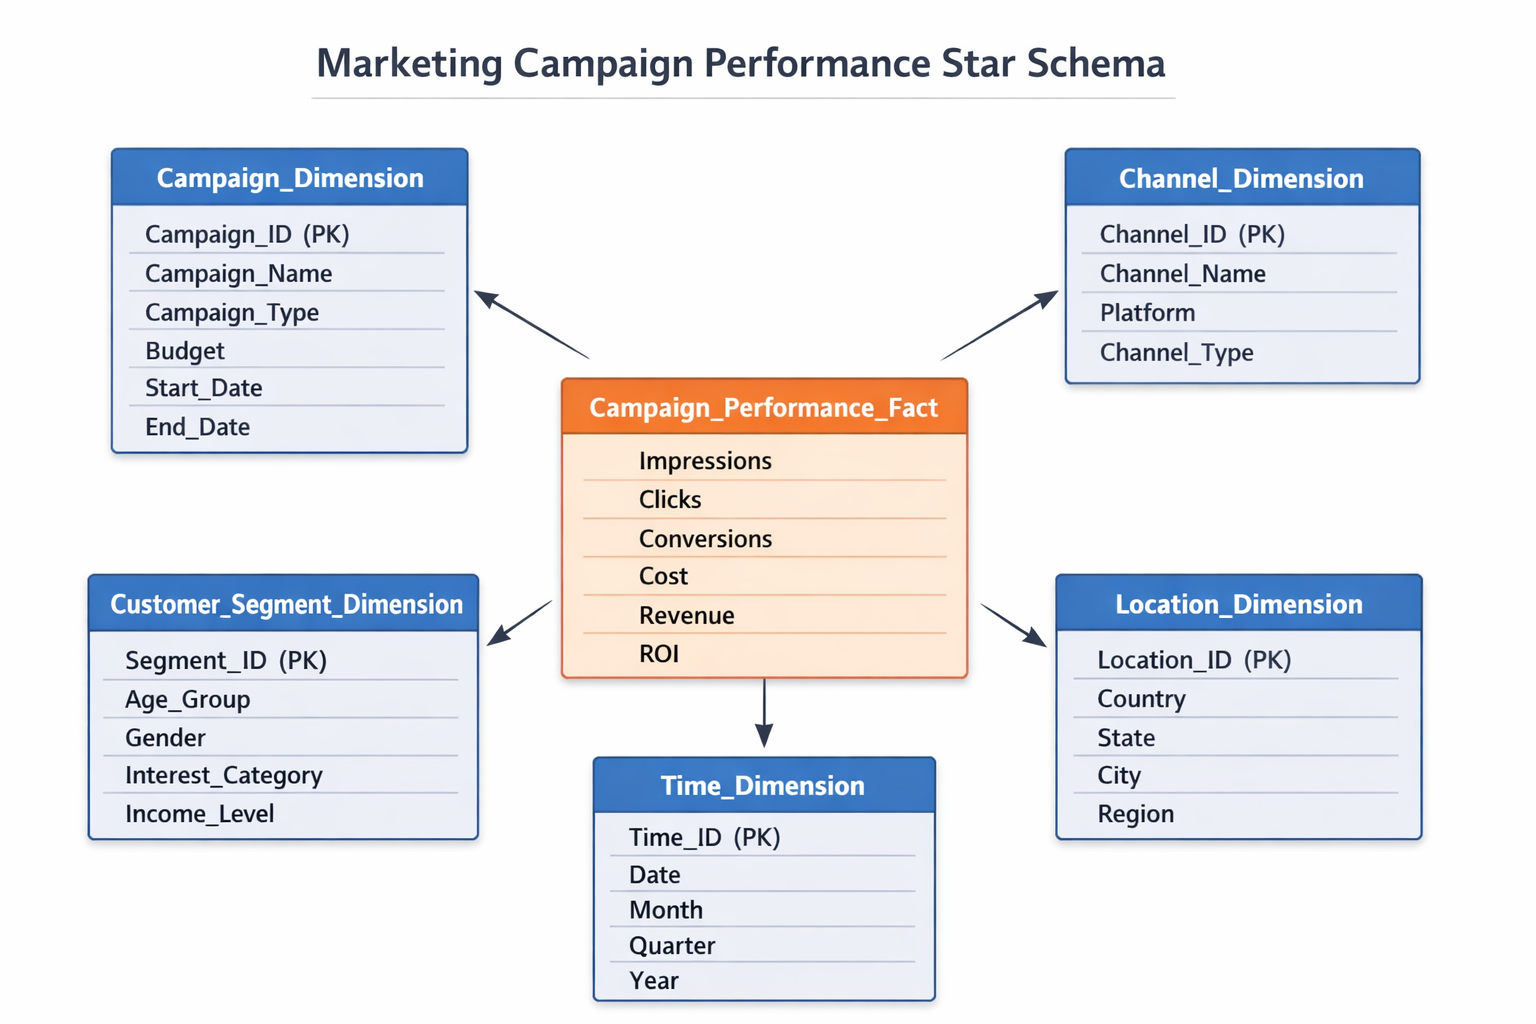 Marketing Campaign Performance Star Schema
Campaign_Dimension
Campaign_ID (PK)
Campaign_Name
Campaign_Type
Budget
Start_Date
End_Date
Channel_Dimension
Channel_ID (PK)
Channel_Name
Platform
Channel_Type
Campaign_Performance_Fact
Impressions
Clicks
Conversions
Cost
Revenue
ROI
Customer_Segment_Dimension
Segment_ID (PK)
Age_Group
Gender
Interest_Category
Income_Level
Location_Dimension
Location_ID (PK)
Country
State
City
Region
Time_Dimension
Time_ID (PK)
Date
Month
Quarter
Year